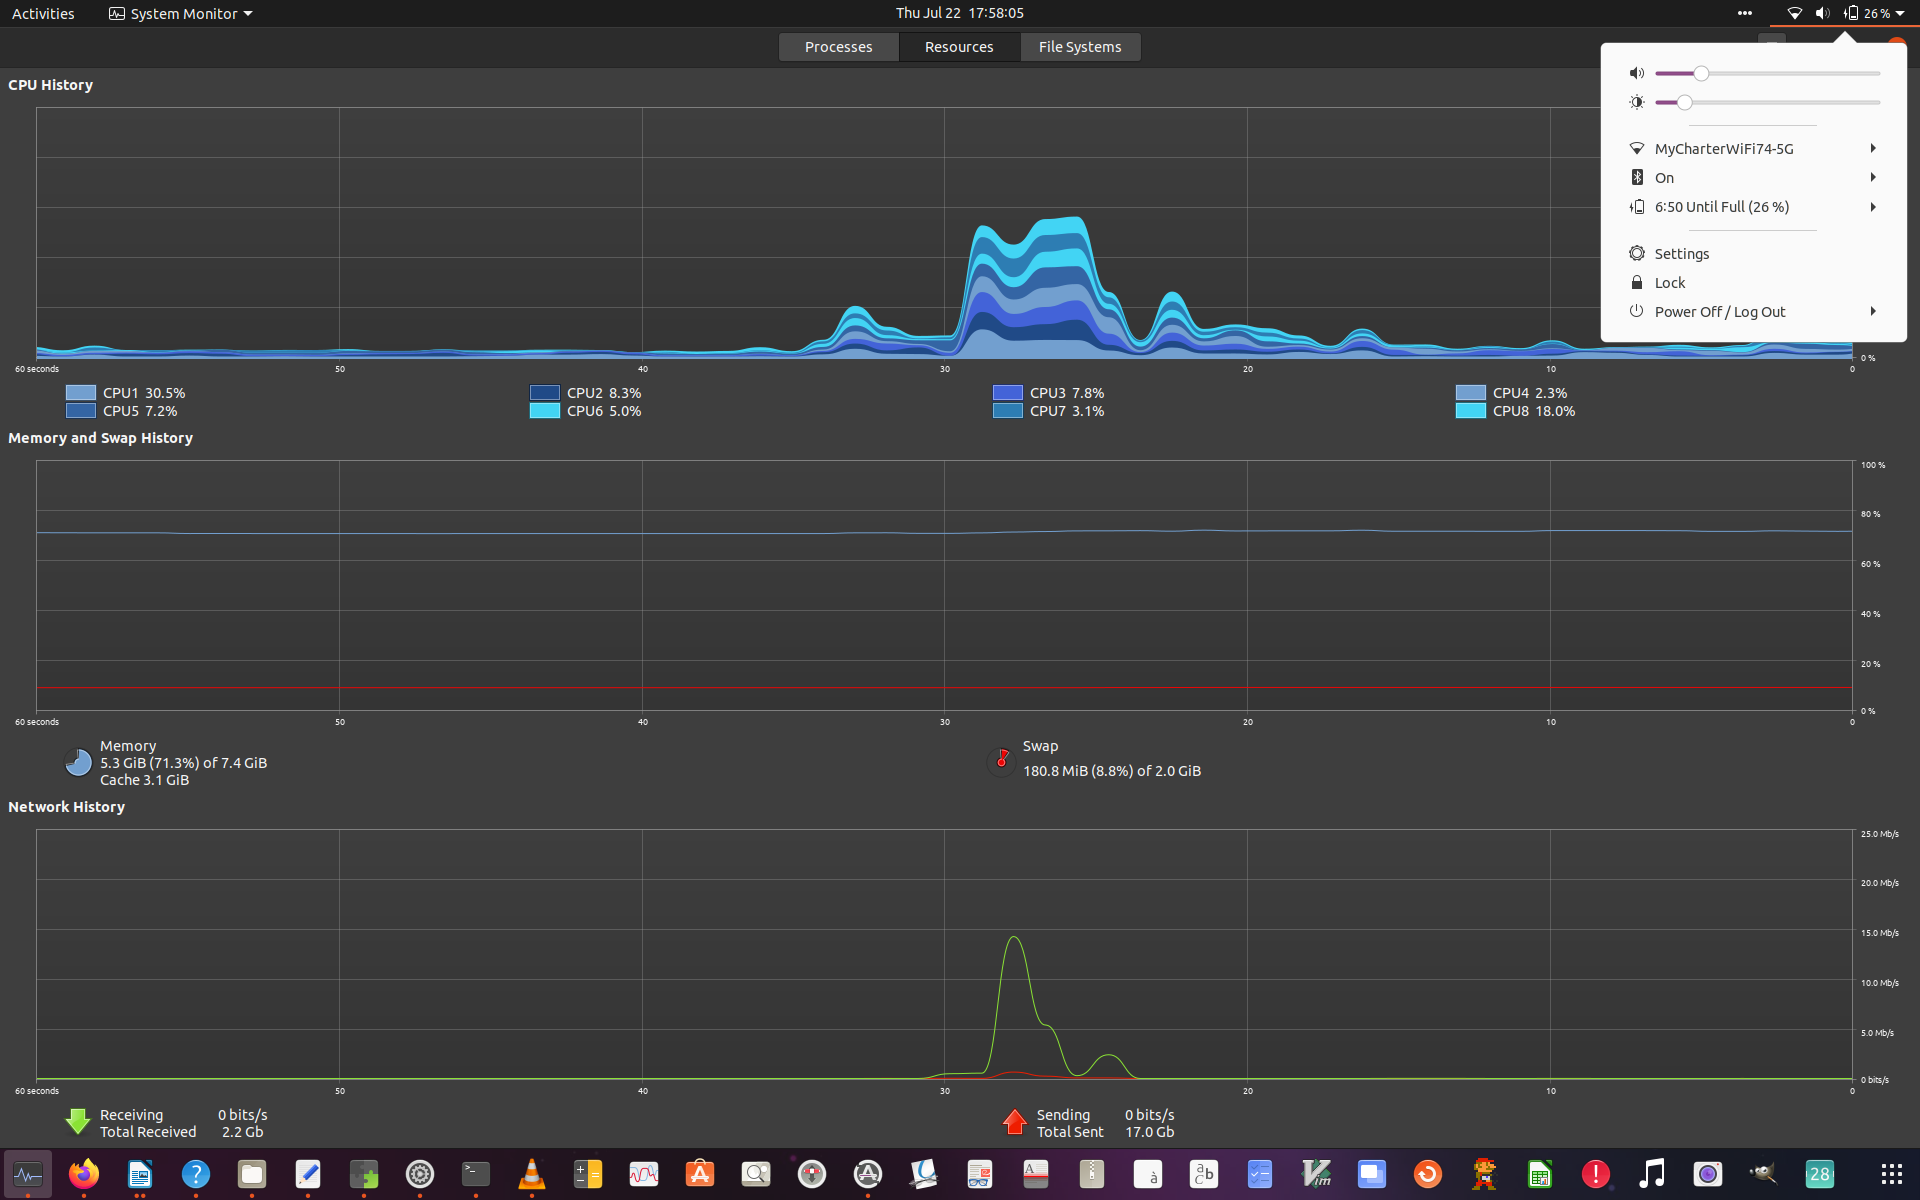 Activities
System Monitor
Thu Jul 22 17:58:05
26 %
Processes
Resources
File Systems
MyCharterWiFi74-5G
On
6:50 Until Full (26 %)
Settings
Lock
Power Off / Log Out
CPU History
0 %
60 seconds 50 40 30 20 10 0
CPU1 30.5% CPU2 8.3% CPU3 7.8% CPU4 2.3%
CPU5 7.2% CPU6 5.0% CPU7 3.1% CPU8 18.0%
Memory and Swap History
100 %
80 %
60 %
40 %
20 %
0 %
60 seconds 50 40 30 20 10 0
Memory
5.3 GiB (71.3%) of 7.4 GiB
Cache 3.1 GiB
Swap
180.8 MiB (8.8%) of 2.0 GiB
Network History
25.0 Mb/s
20.0 Mb/s
15.0 Mb/s
10.0 Mb/s
5.0 Mb/s
0 bits/s
60 seconds 50 40 30 20 10 0
Receiving 0 bits/s
Total Received 2.2 Gb
Sending 0 bits/s
Total Sent 17.0 Gb
?
>_
A
à
a
cb
Vim
!
28